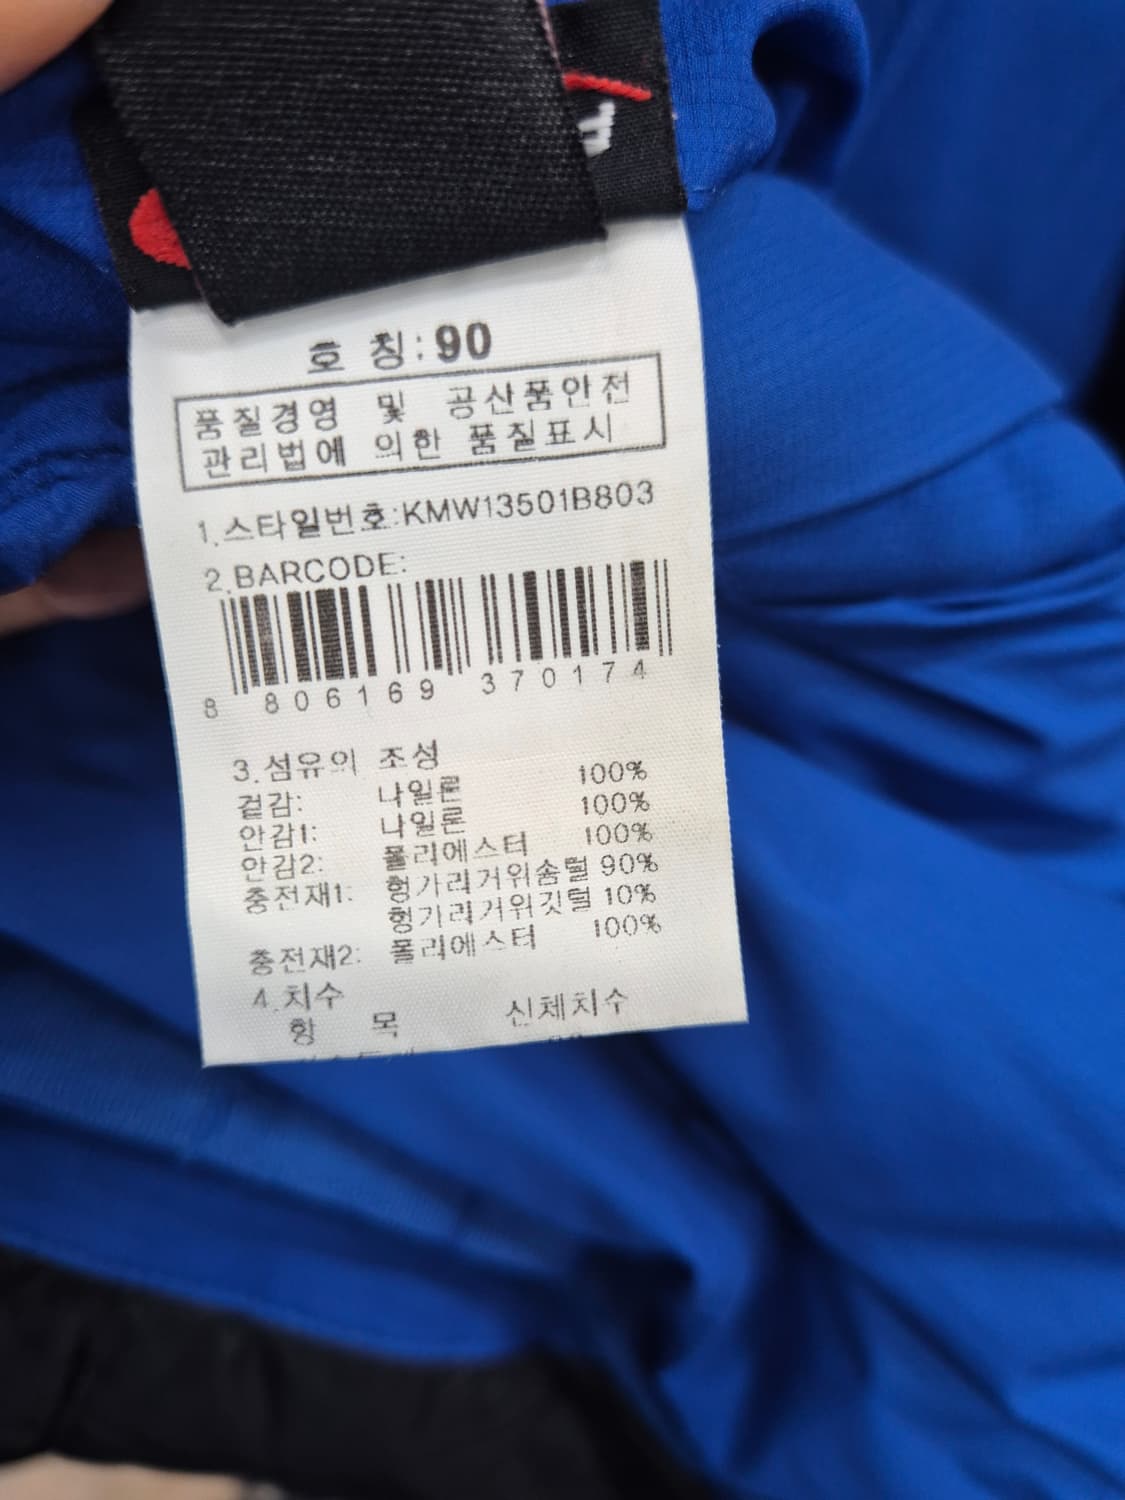 호 칭:90
품질경영 및 공산품안전
관리법에 의한 품질표시
1.스타일번호:KMW13501B803
2.BARCODE:
8 806169 370174
3.섬유의 조성
겉감: 나일론 100%
안감1: 나일론 100%
안감2: 폴리에스터 100%
충전재1: 헝가리거위솜털 90%
헝가리거위깃털 10%
충전재2: 폴리에스터 100%
4.치수
항 목 신체치수